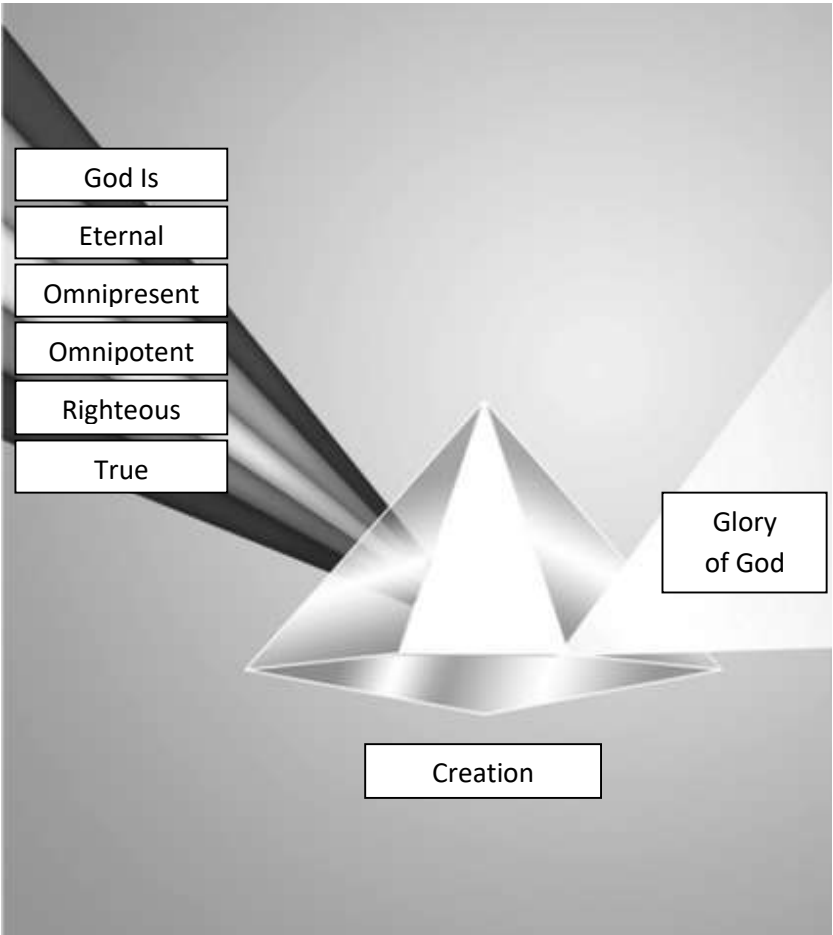 God Is
Eternal
Omnipresent
Omnipotent
Righteous
True
Glory
of God
Creation